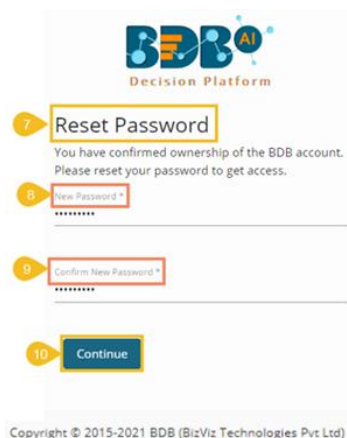 BDB AI
Decision Platform
7 Reset Password
You have confirmed ownership of the BDB account.
Please reset your password to get access.
8 New Password *
•••••••••
9 Confirm New Password *
•••••••••
10 Continue
Copyright © 2015-2021 BDB (BizViz Technologies Pvt Ltd)